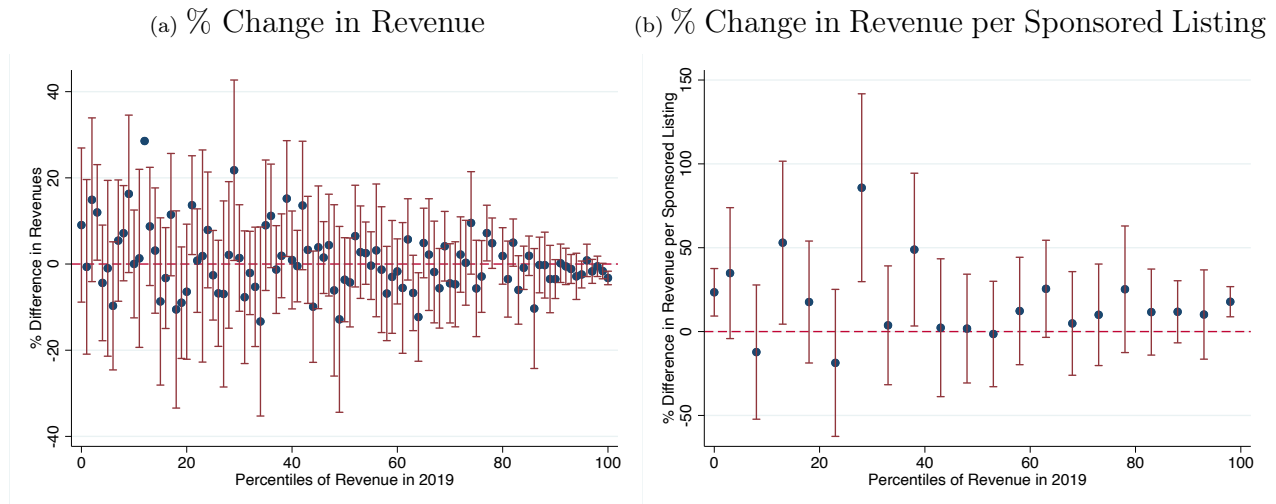 (a) % Change in Revenue
% Difference in Revenues
40
20
0
-20
-40
0 20 40 60 80 100
Percentiles of Revenue in 2019
(b) % Change in Revenue per Sponsored Listing
% Difference in Revenue per Sponsored Listing
150
100
50
0
-50
0 20 40 60 80 100
Percentiles of Revenue in 2019